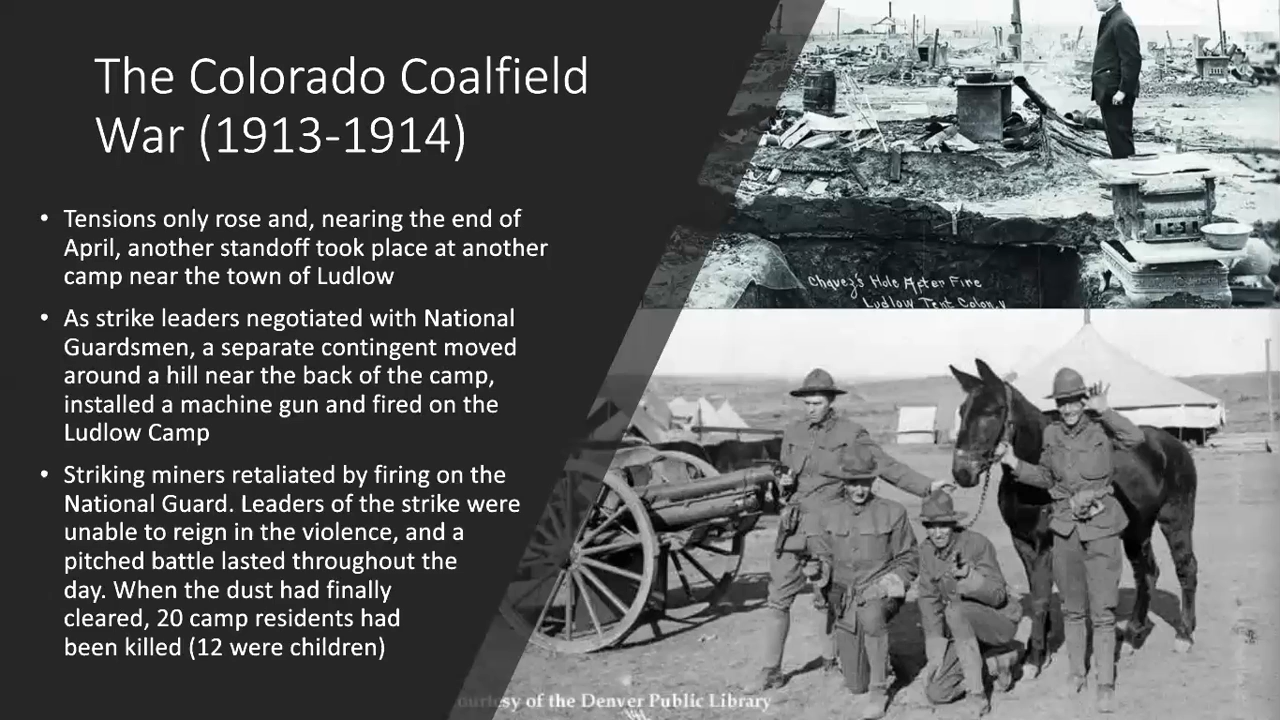 The Colorado Coalfield
War (1913-1914)
• Tensions only rose and, nearing the end of
April, another standoff took place at another
camp near the town of Ludlow
• As strike leaders negotiated with National
Guardsmen, a separate contingent moved
around a hill near the back of the camp,
installed a machine gun and fired on the
Ludlow Camp
• Striking miners retaliated by firing on the
National Guard. Leaders of the strike were
unable to reign in the violence, and a
pitched battle lasted throughout the
day. When the dust had finally
cleared, 20 camp residents had
been killed (12 were children)
Chavez's Hole After Fire
Ludlow Tent Colony
ourtesy of the Denver Public Library